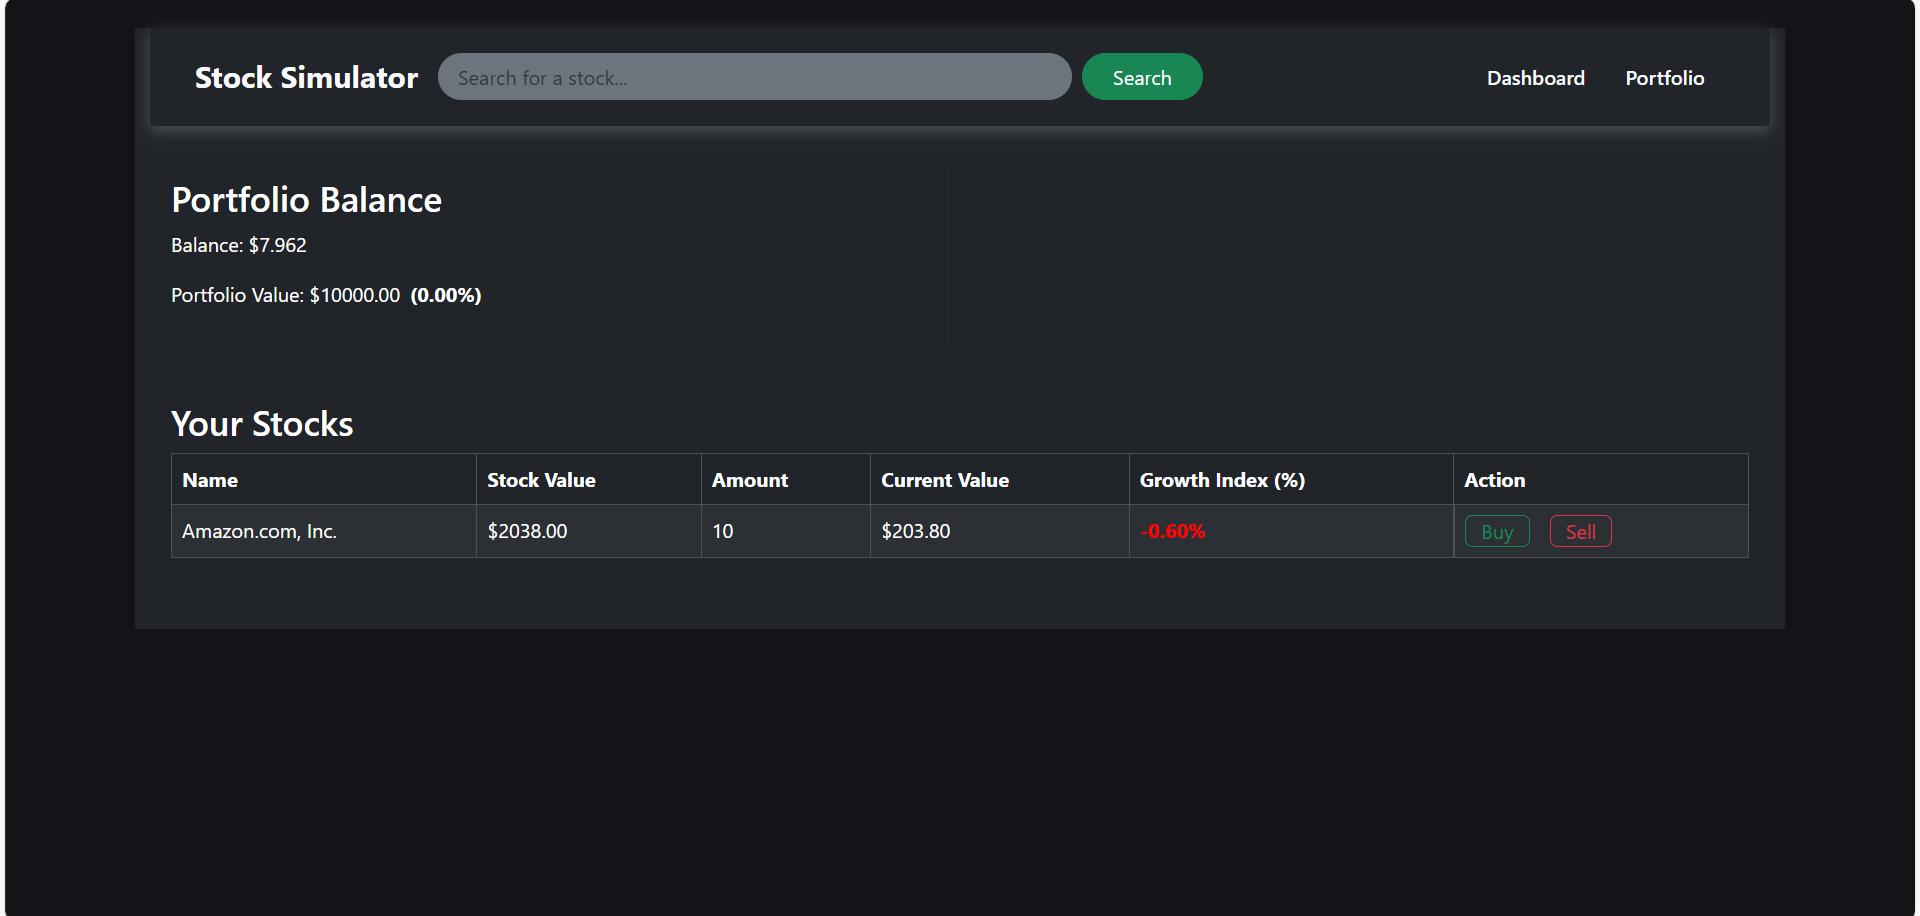 Stock Simulator Search for a stock... Search Dashboard Portfolio
Portfolio Balance
Balance: $7.962
Portfolio Value: $10000.00 (0.00%)
Your Stocks
Name Stock Value Amount Current Value Growth Index (%) Action
Amazon.com, Inc. $2038.00 10 $203.80 -0.60% Buy Sell